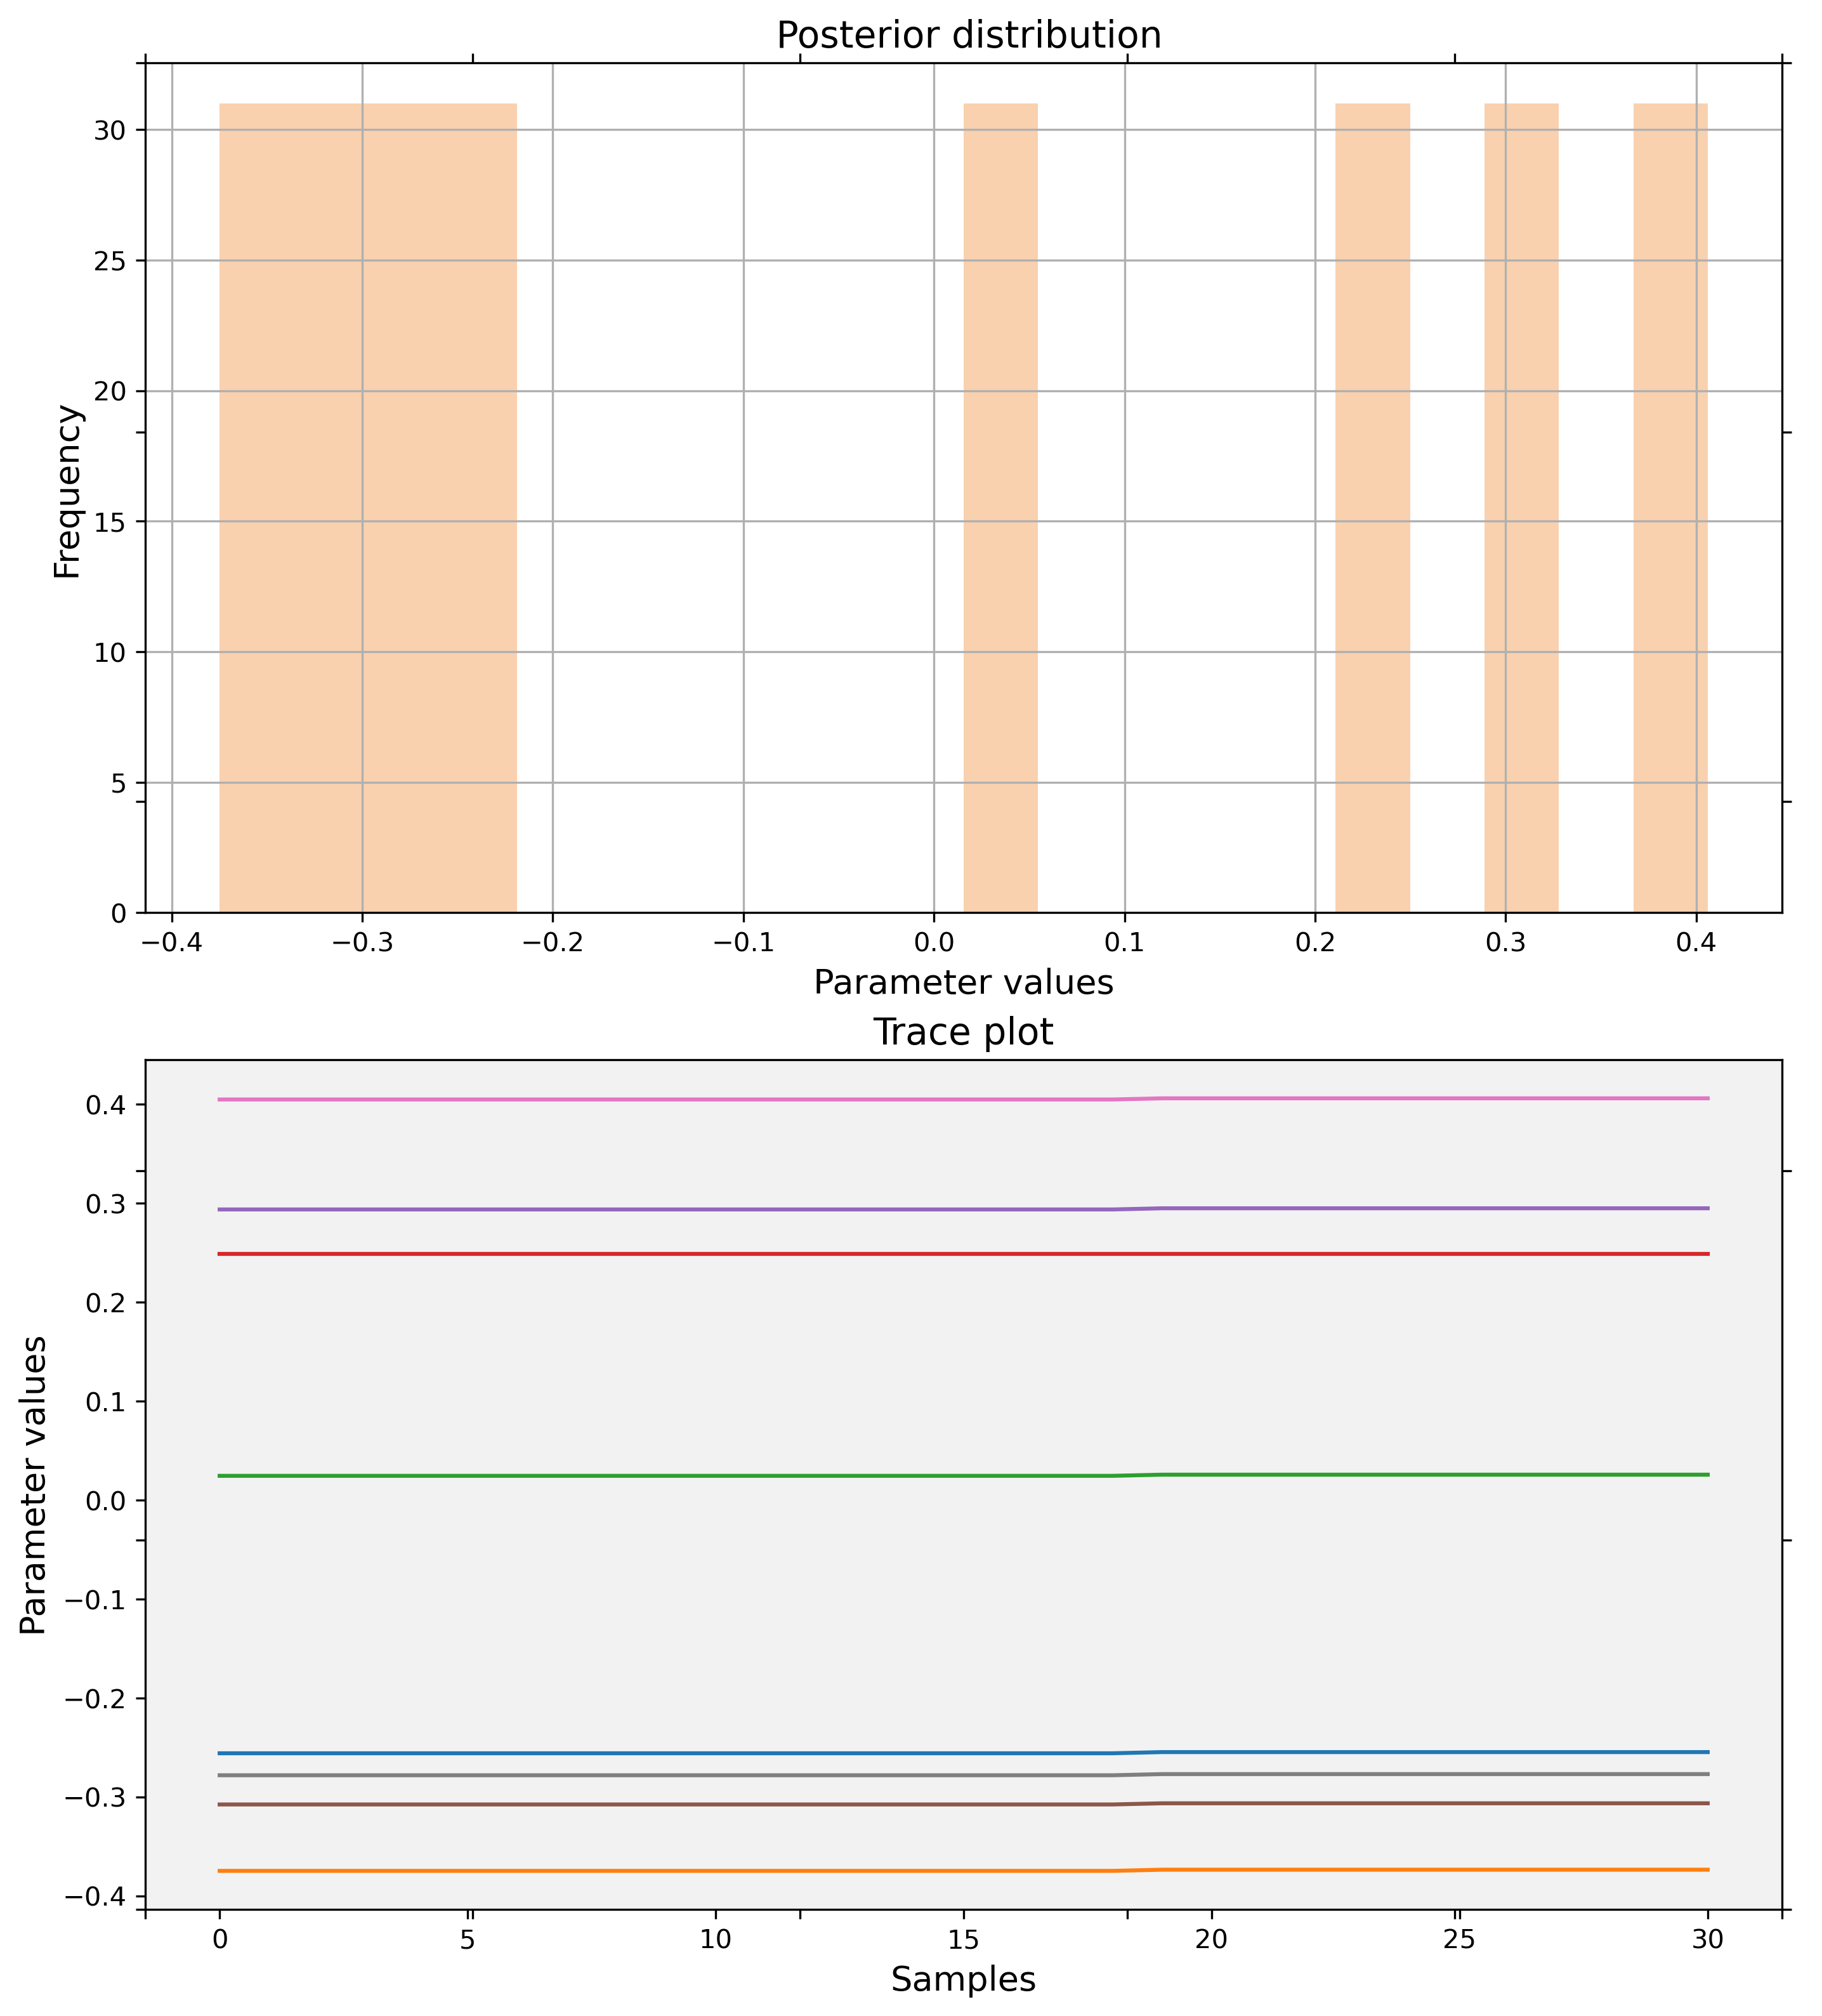 Posterior distribution
30
25
20
15
10
5
0
Frequency
−0.4 −0.3 −0.2 −0.1 0.0 0.1 0.2 0.3 0.4
Parameter values
Trace plot
0.4
0.3
0.2
0.1
0.0
−0.1
−0.2
−0.3
−0.4
Parameter values
0 5 10 15 20 25 30
Samples